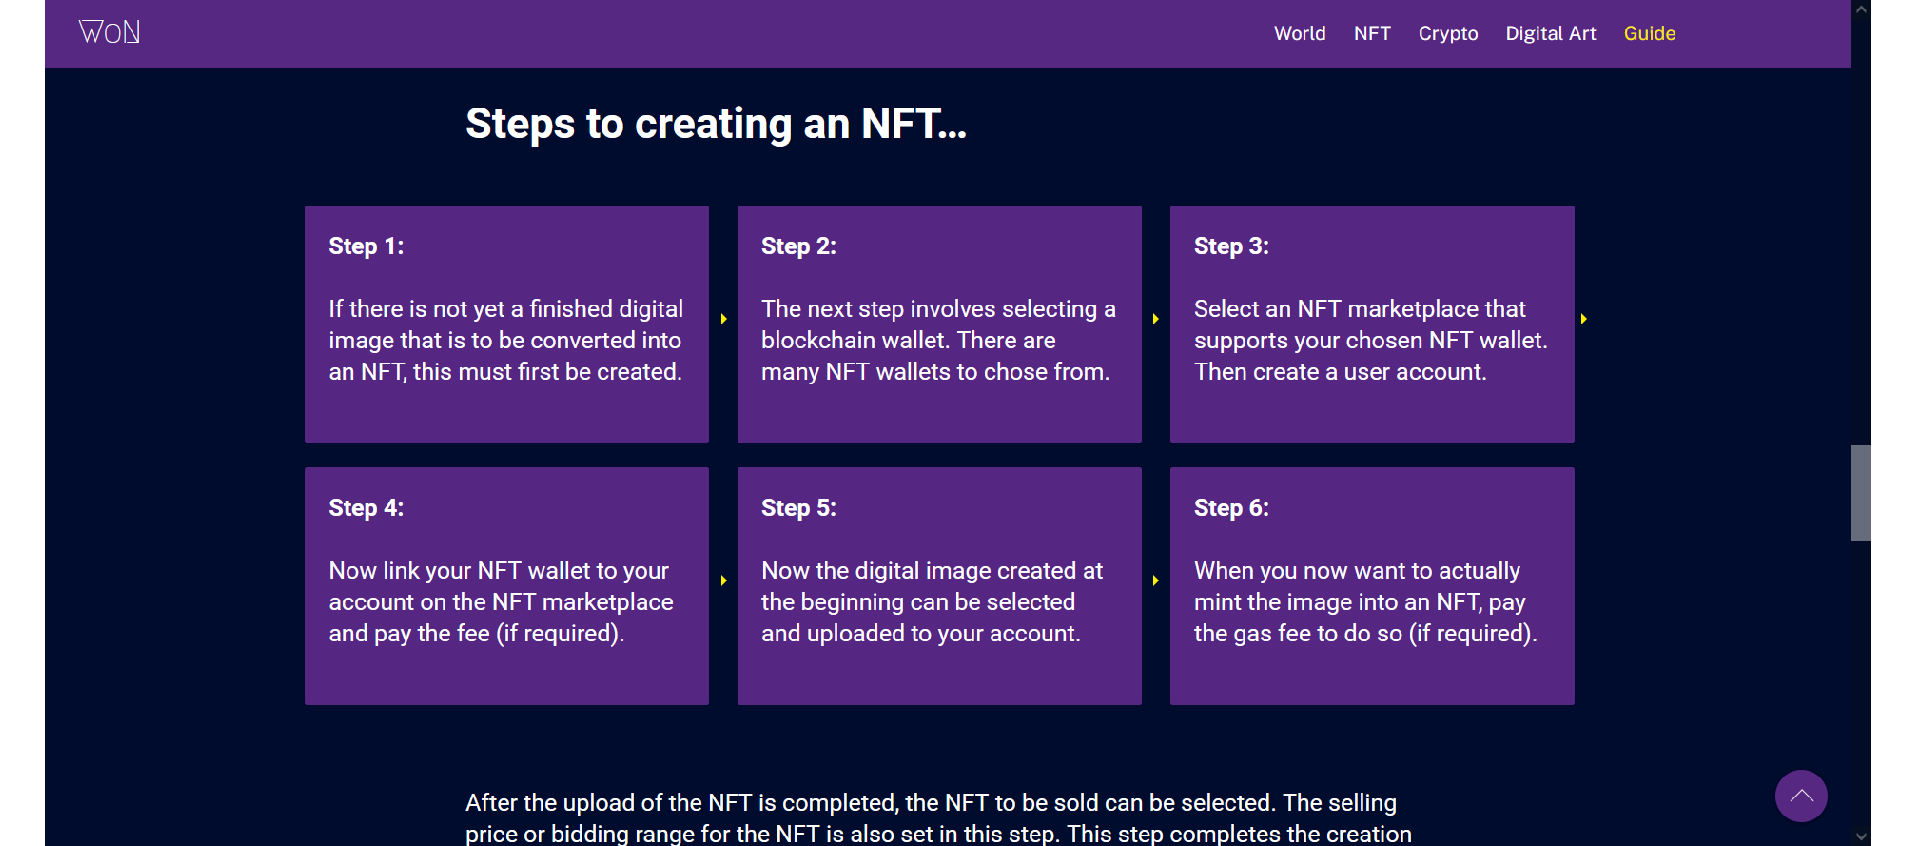 WoN
World NFT Crypto Digital Art Guide
Steps to creating an NFT...
Step 1:
If there is not yet a finished digital
image that is to be converted into
an NFT, this must first be created.
Step 2:
The next step involves selecting a
blockchain wallet. There are
many NFT wallets to chose from.
Step 3:
Select an NFT marketplace that
supports your chosen NFT wallet.
Then create a user account.
Step 4:
Now link your NFT wallet to your
account on the NFT marketplace
and pay the fee (if required).
Step 5:
Now the digital image created at
the beginning can be selected
and uploaded to your account.
Step 6:
When you now want to actually
mint the image into an NFT, pay
the gas fee to do so (if required).
After the upload of the NFT is completed, the NFT to be sold can be selected. The selling
price or bidding range for the NFT is also set in this step. This step completes the creation